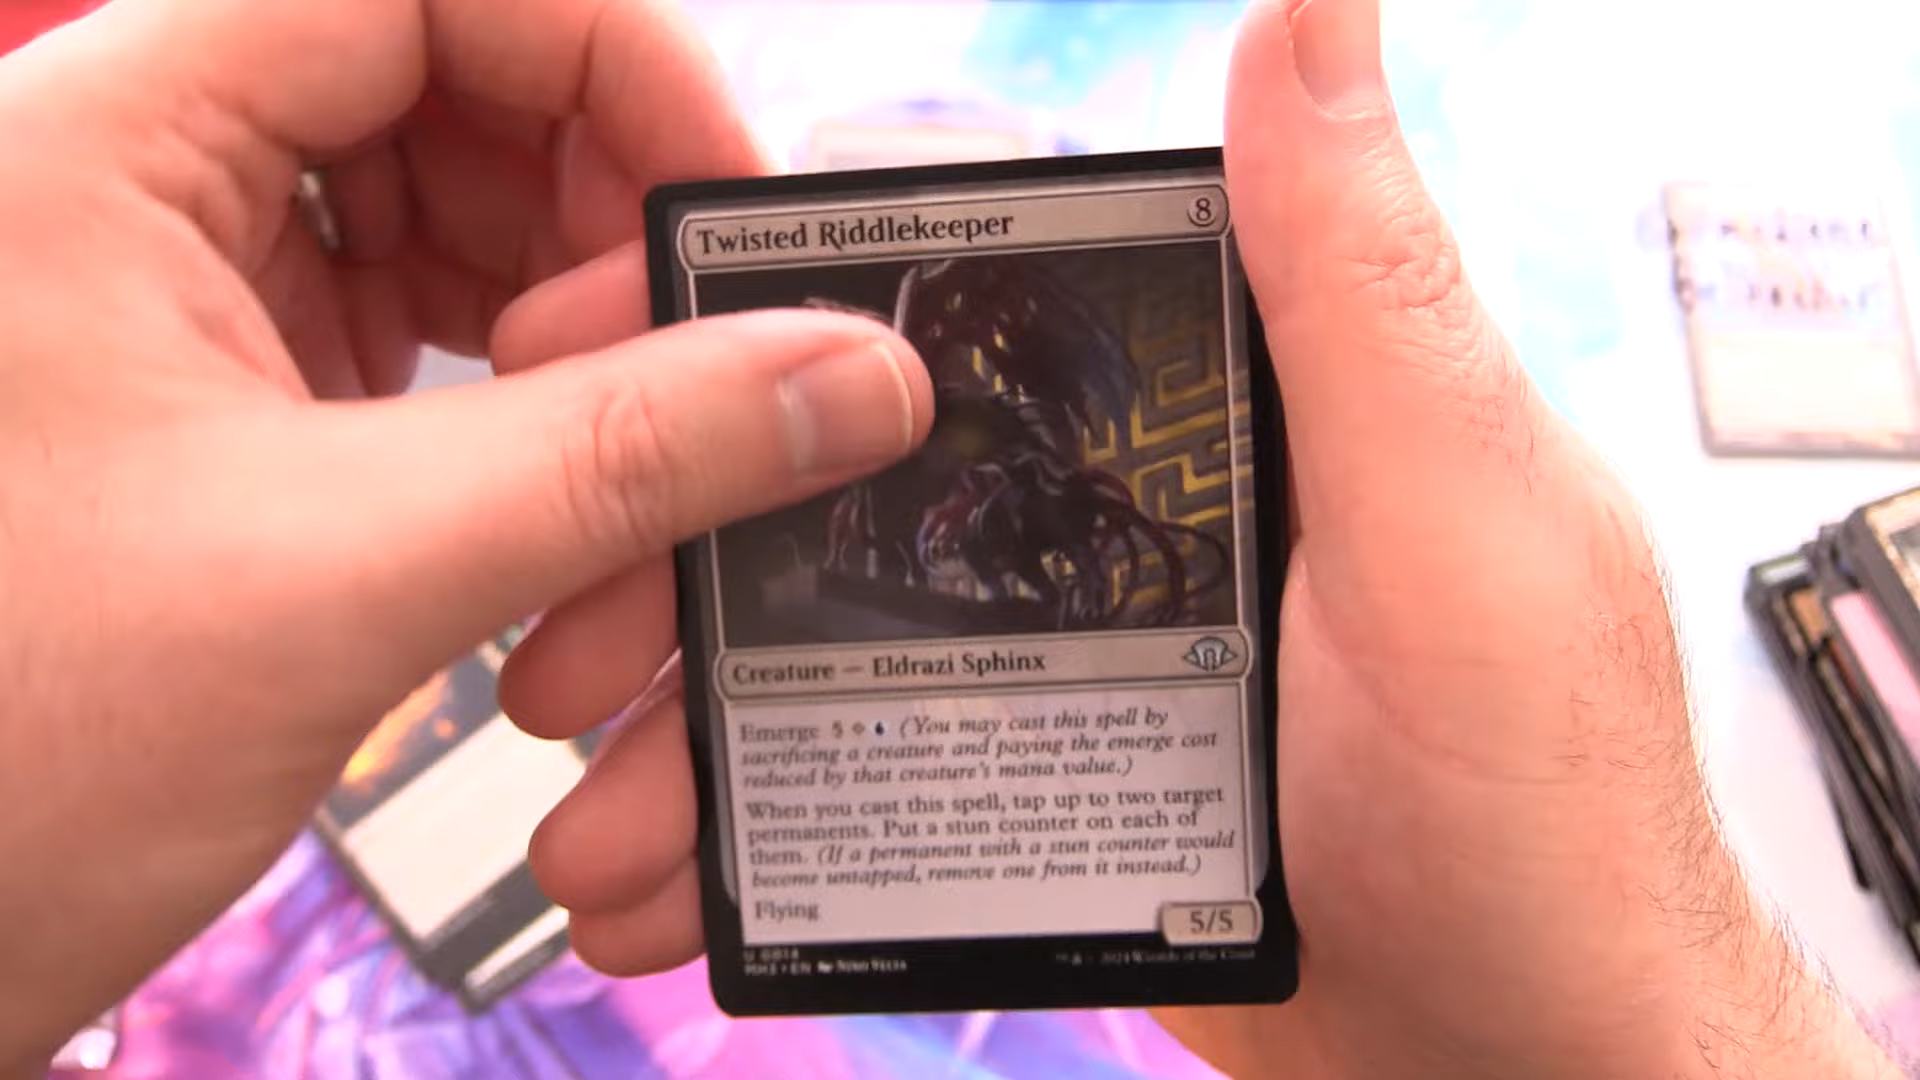 Twisted Riddlekeeper 8
Creature — Eldrazi Sphinx
Emerge 5 (You may cast this spell by
sacrificing a creature and paying the emerge cost
reduced by that creature's mana value.)
When you cast this spell, tap up to two target
permanents. Put a stun counter on each of
them. (If a permanent with a stun counter would
become untapped, remove one from it instead.)
Flying
5/5
MH3 • EN